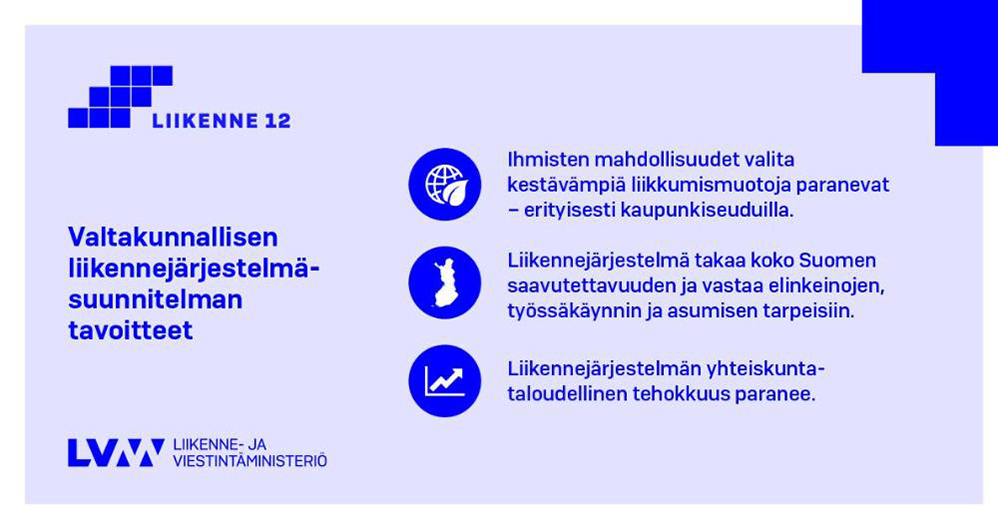 LIIKENNE 12
Valtakunnallisen
liikennejärjestelmä-
suunnitelman
tavoitteet
Ihmisten mahdollisuudet valita
kestävämpiä liikkumismuotoja paranevat
– erityisesti kaupunkiseuduilla.
Liikennejärjestelmä takaa koko Suomen
saavutettavuuden ja vastaa elinkeinojen,
työssäkäynnin ja asumisen tarpeisiin.
Liikennejärjestelmän yhteiskunta-
taloudellinen tehokkuus paranee.
LVM
LIIKENNE- JA
VIESTINTÄMINISTERIÖ